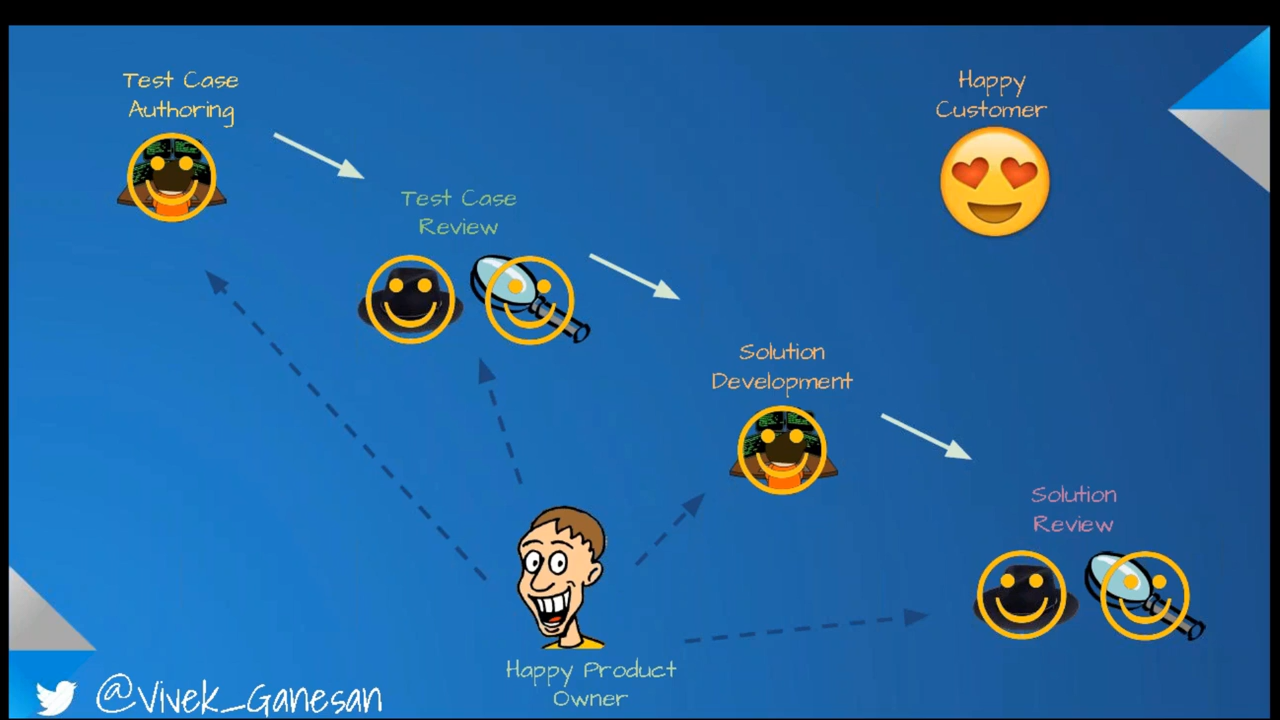 Test Case
Authoring
Happy
Customer
Test Case
Review
Solution
Development
Solution
Review
Happy Product
Owner
@Vivek_Ganesan